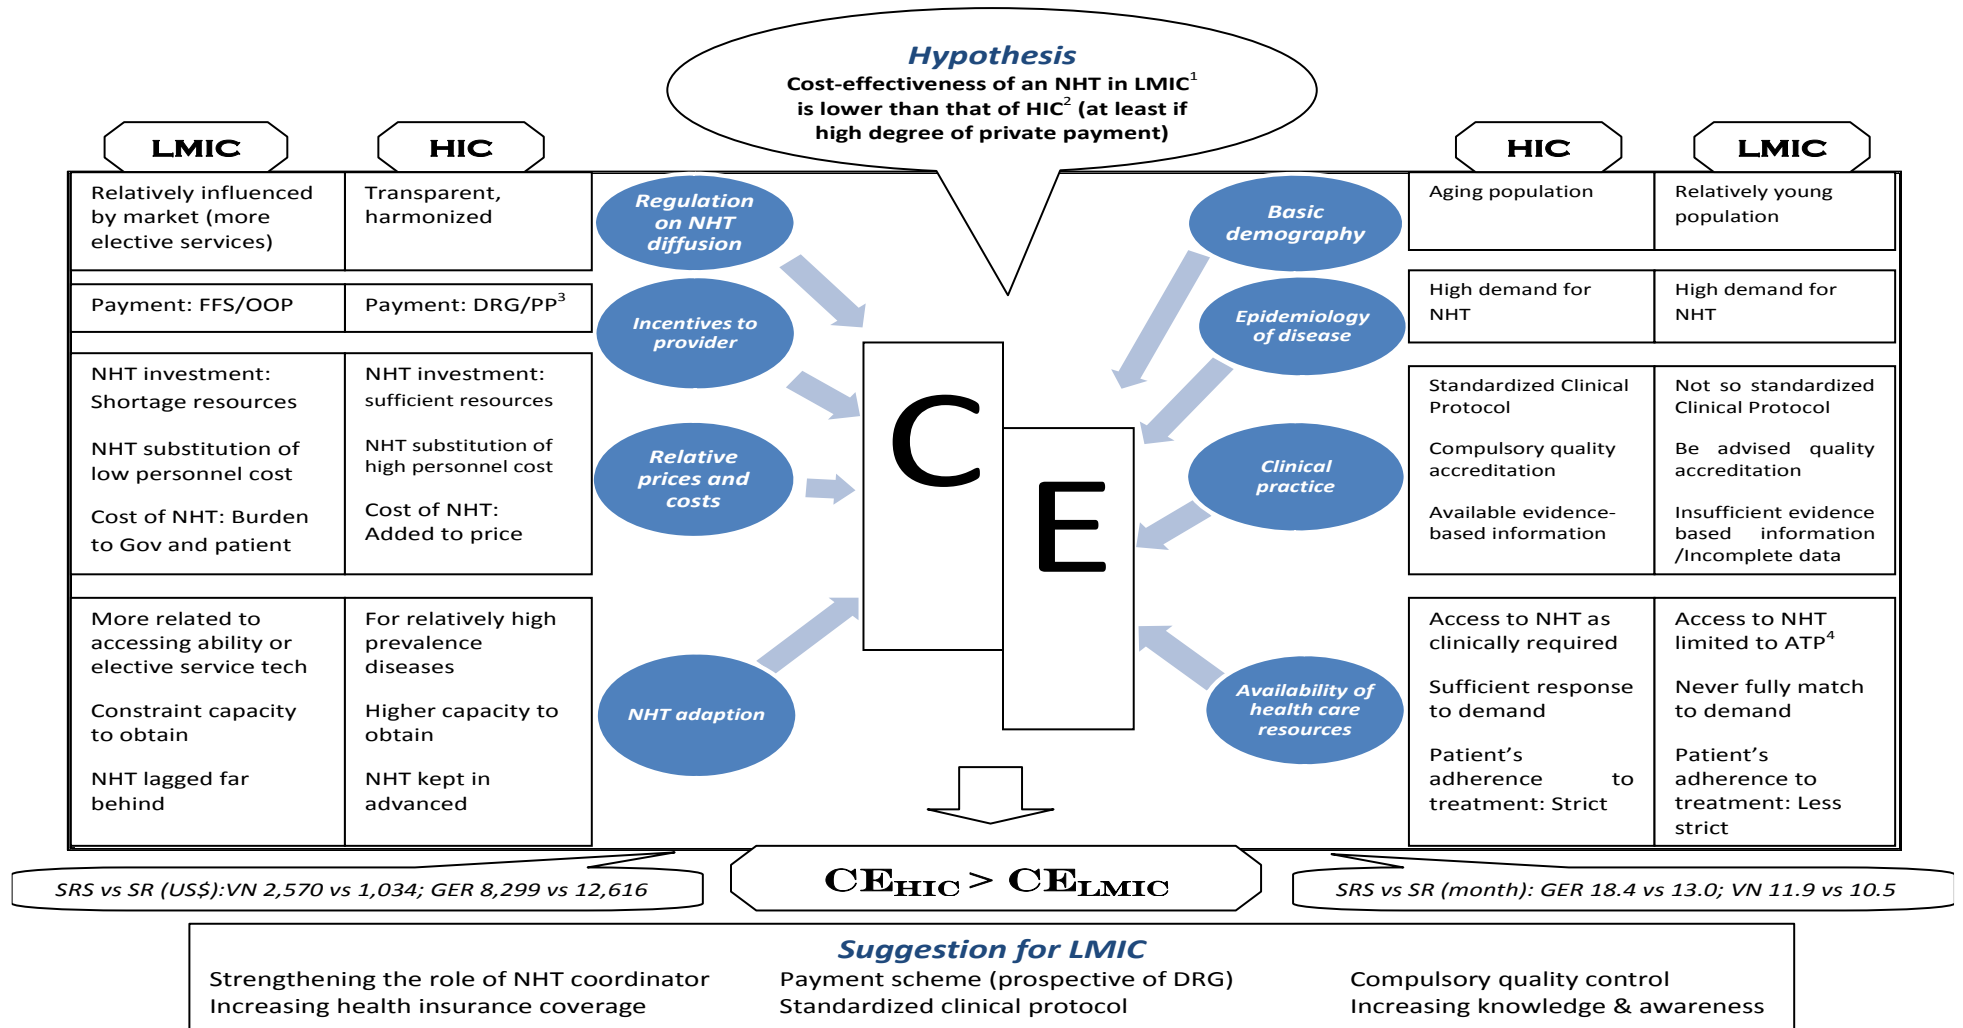 Hypothesis
Cost-effectiveness of an NHT in LMIC¹
is lower than that of HIC² (at least if
high degree of private payment)
LMIC
HIC
Relatively influenced
by market (more
elective services)
Transparent,
harmonized
Payment: FFS/OOP
Payment: DRG/PP³
NHT investment:
Shortage resources
NHT substitution of
low personnel cost
Cost of NHT: Burden
to Gov and patient
NHT investment:
sufficient resources
NHT substitution of
high personnel cost
Cost of NHT:
Added to price
More related to
accessing ability or
elective service tech
Constraint capacity
to obtain
NHT lagged far
behind
For relatively high
prevalence
diseases
Higher capacity to
obtain
NHT kept in
advanced
Regulation
on NHT
diffusion
Incentives to
provider
Relative
prices and
costs
NHT adaption
C
E
Basic
demography
Epidemiology
of disease
Clinical
practice
Availability of
health care
resources
HIC
LMIC
Aging population
Relatively young
population
High demand for
NHT
High demand for
NHT
Standardized Clinical
Protocol
Compulsory quality
accreditation
Available evidence-
based information
Not so standardized
Clinical Protocol
Be advised quality
accreditation
Insufficient evidence
based information
/Incomplete data
Access to NHT as
clinically required
Sufficient response
to demand
Patient’s
adherence to
treatment: Strict
Access to NHT
limited to ATP⁴
Never fully match
to demand
Patient’s
adherence to
treatment: Less
strict
SRS vs SR (US$):VN 2,570 vs 1,034; GER 8,299 vs 12,616
CE_HIC > CE_LMIC
SRS vs SR (month): GER 18.4 vs 13.0; VN 11.9 vs 10.5
Suggestion for LMIC
Strengthening the role of NHT coordinator
Increasing health insurance coverage
Payment scheme (prospective of DRG)
Standardized clinical protocol
Compulsory quality control
Increasing knowledge & awareness